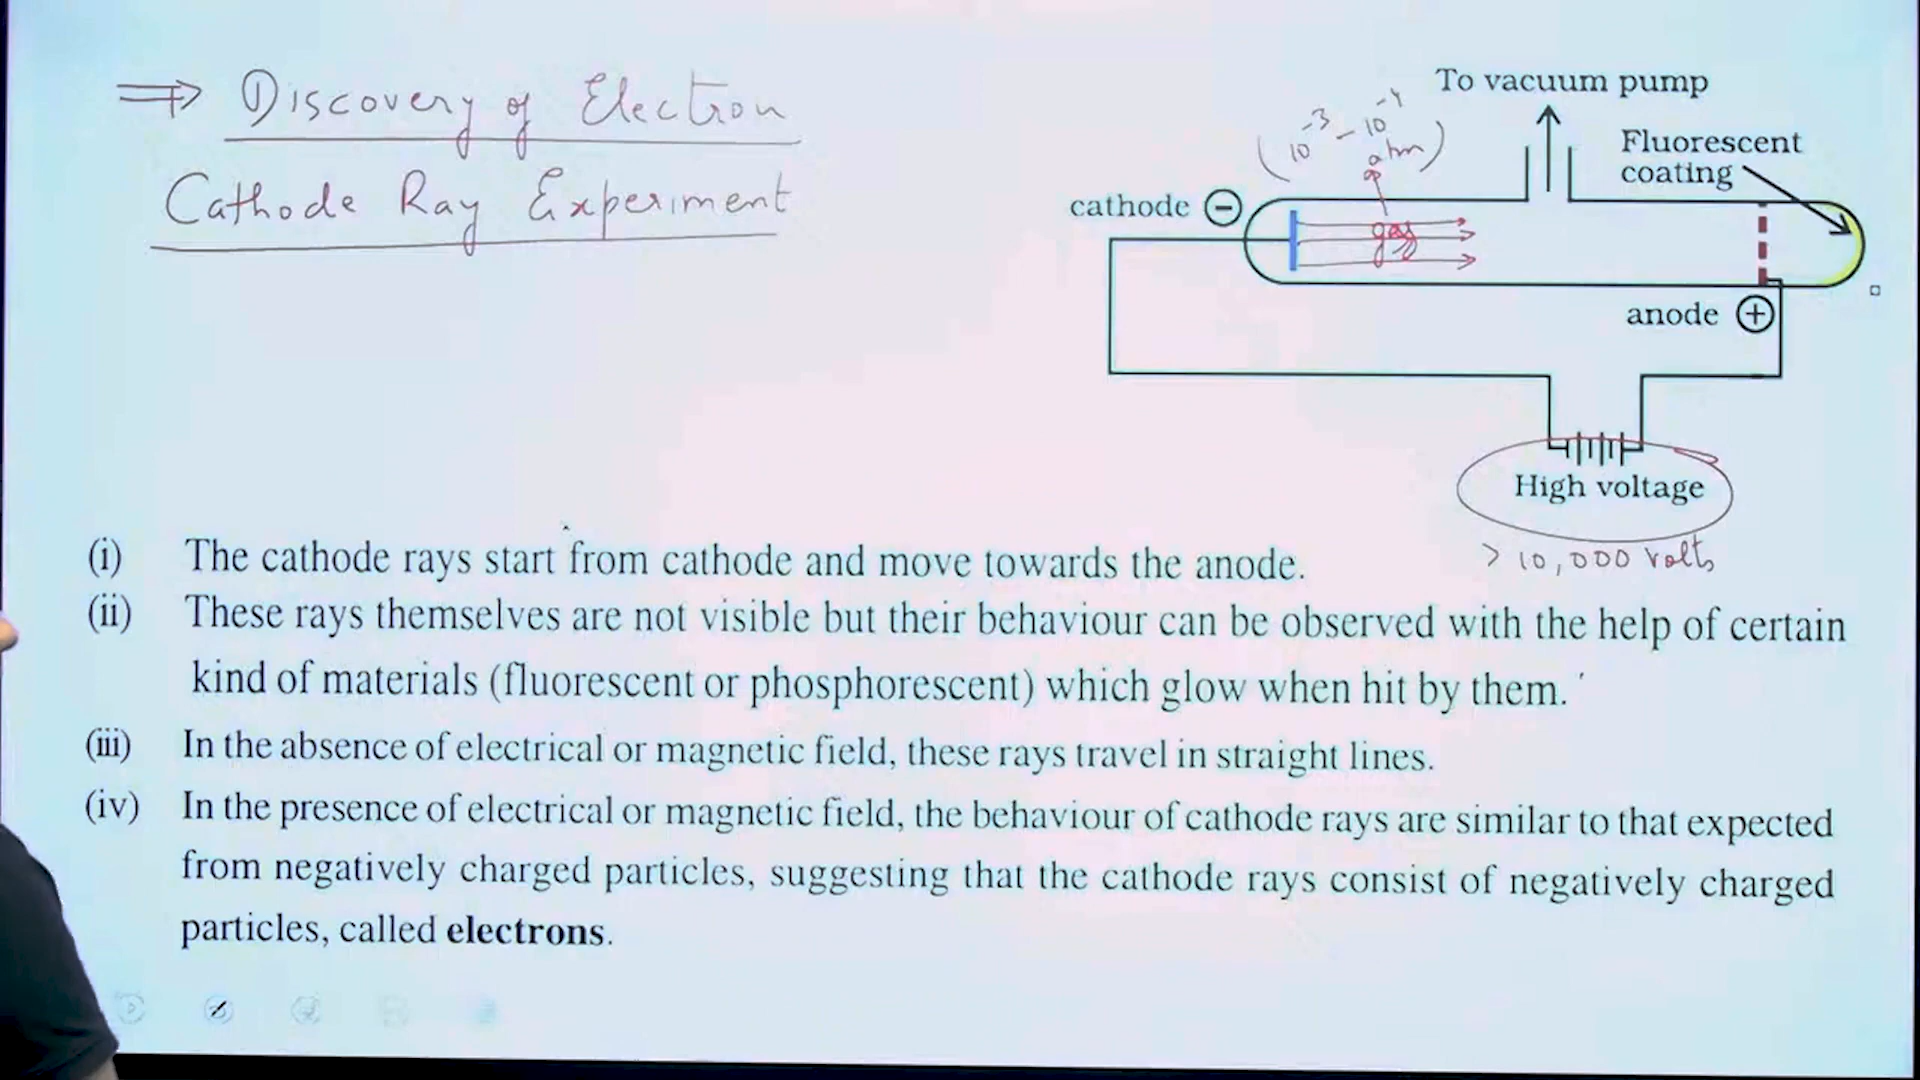 ⇒ Discovery of Electron
Cathode Ray Experiment
To vacuum pump
(10⁻³ – 10⁻⁴
atm)
Fluorescent
coating
cathode ⊖
gas
anode ⊕
High voltage
> 10,000 volts
(i) The cathode rays start from cathode and move towards the anode.
(ii) These rays themselves are not visible but their behaviour can be observed with the help of certain
kind of materials (fluorescent or phosphorescent) which glow when hit by them.
(iii) In the absence of electrical or magnetic field, these rays travel in straight lines.
(iv) In the presence of electrical or magnetic field, the behaviour of cathode rays are similar to that expected
from negatively charged particles, suggesting that the cathode rays consist of negatively charged
particles, called electrons.